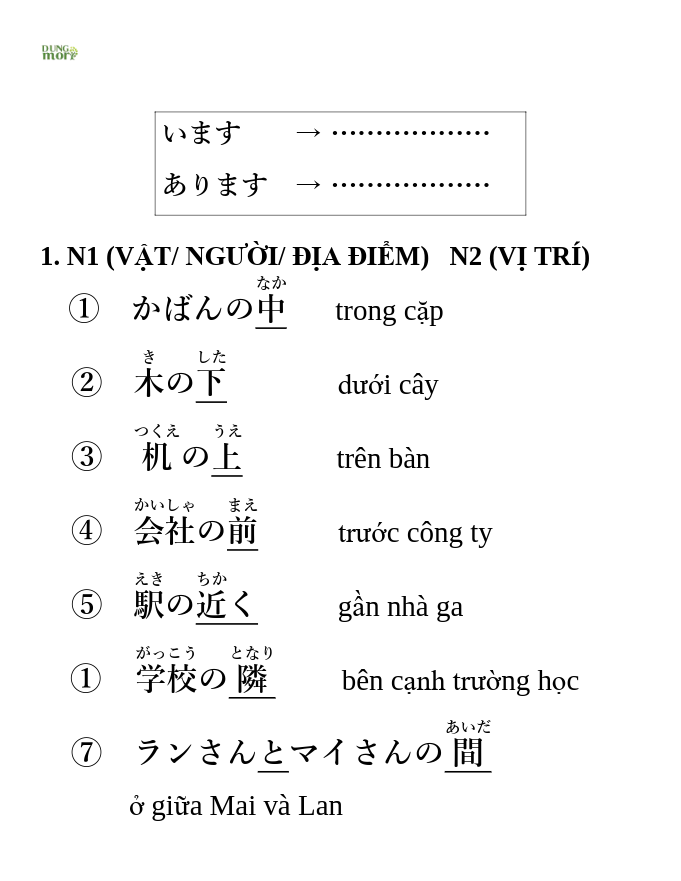 DUNG
mori
います → ………………
あります → ………………
1. N1 (VẬT/ NGƯỜI/ ĐỊA ĐIỂM) N2 (VỊ TRÍ)
なか
① かばんの中 trong cặp
き した
② 木の下 dưới cây
つくえ うえ
③ 机の上 trên bàn
かいしゃ まえ
④ 会社の前 trước công ty
えき ちか
⑤ 駅の近く gần nhà ga
がっこう となり
① 学校の隣 bên cạnh trường học
あいだ
⑦ ランさんとマイさんの間
ở giữa Mai và Lan